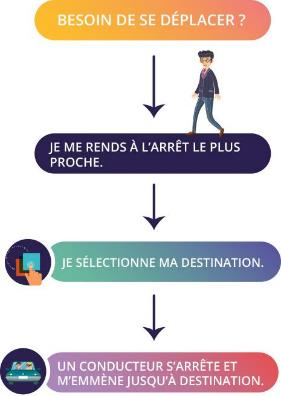 BESOIN DE SE DÉPLACER ?
JE ME RENDS À L'ARRÊT LE PLUS
PROCHE.
JE SÉLECTIONNE MA DESTINATION.
UN CONDUCTEUR S'ARRÊTE ET
M'EMMÈNE JUSQU'À DESTINATION.